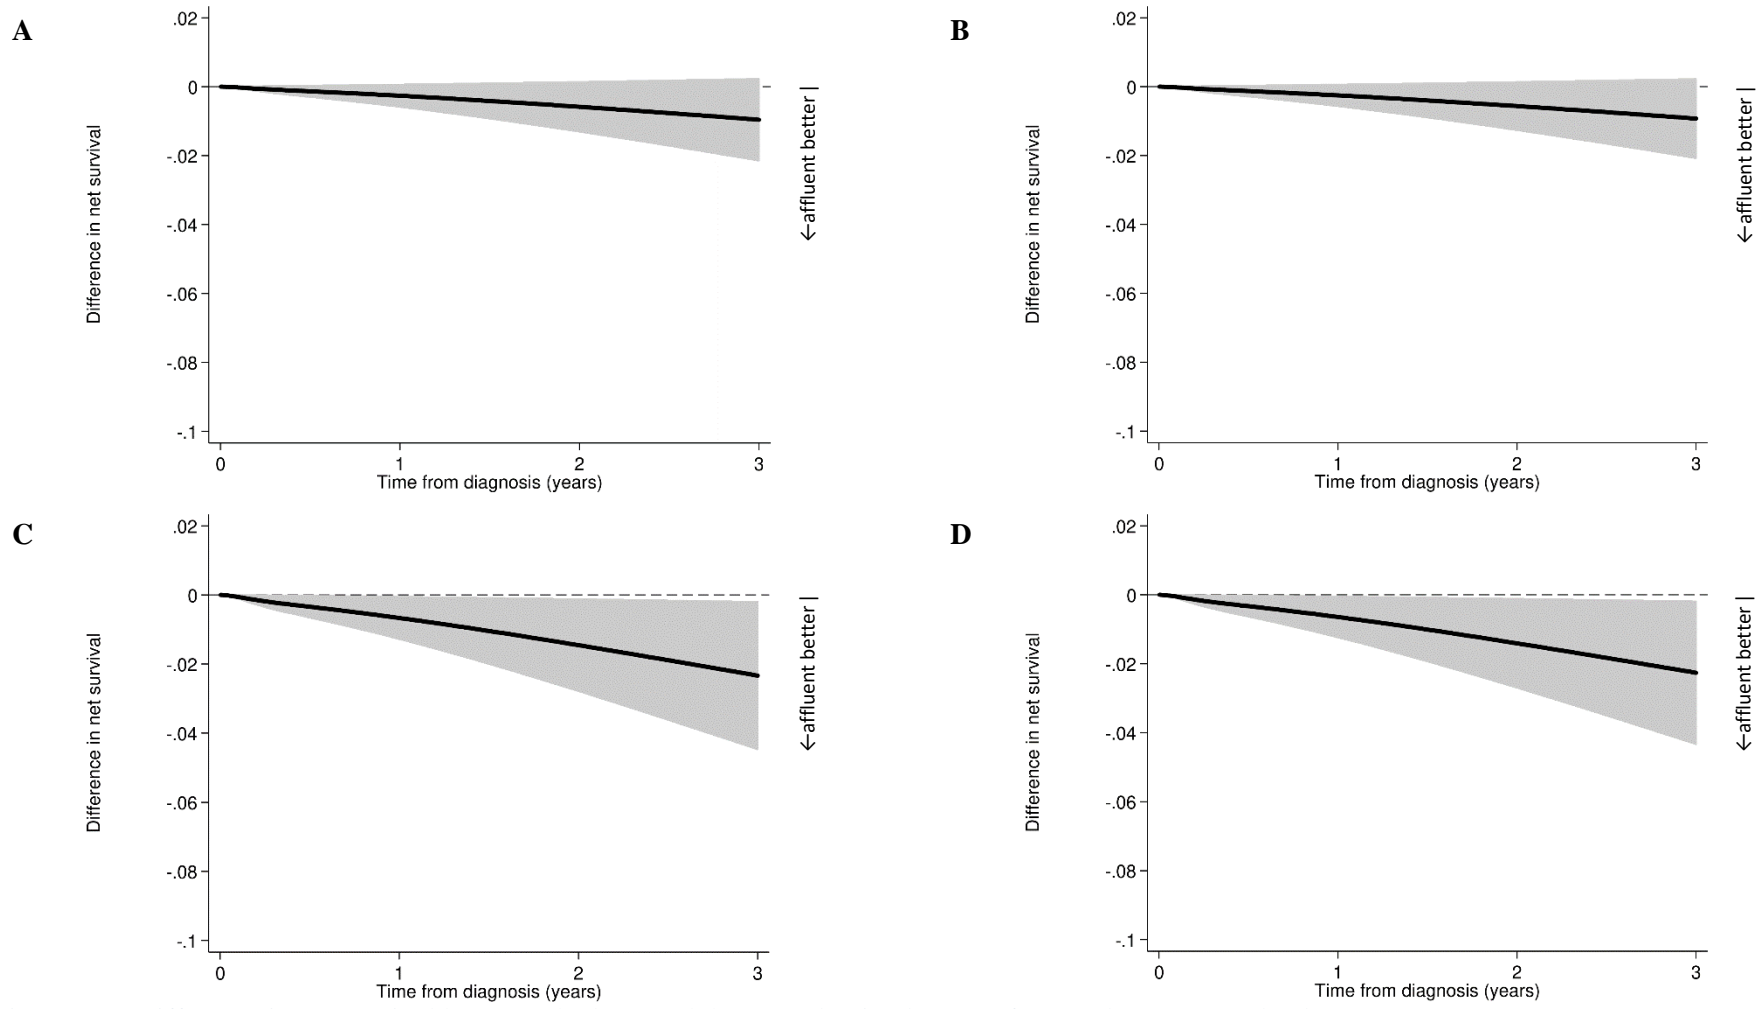 A
.02
0
-.02
-.04
-.06
-.08
-.1
Difference in net survival
0 1 2 3
Time from diagnosis (years)
←affluent better |
B
.02
0
-.02
-.04
-.06
-.08
-.1
Difference in net survival
0 1 2 3
Time from diagnosis (years)
←affluent better |
C
.02
0
-.02
-.04
-.06
-.08
-.1
Difference in net survival
0 1 2 3
Time from diagnosis (years)
←affluent better |
D
.02
0
-.02
-.04
-.06
-.08
-.1
Difference in net survival
0 1 2 3
Time from diagnosis (years)
←affluent better |